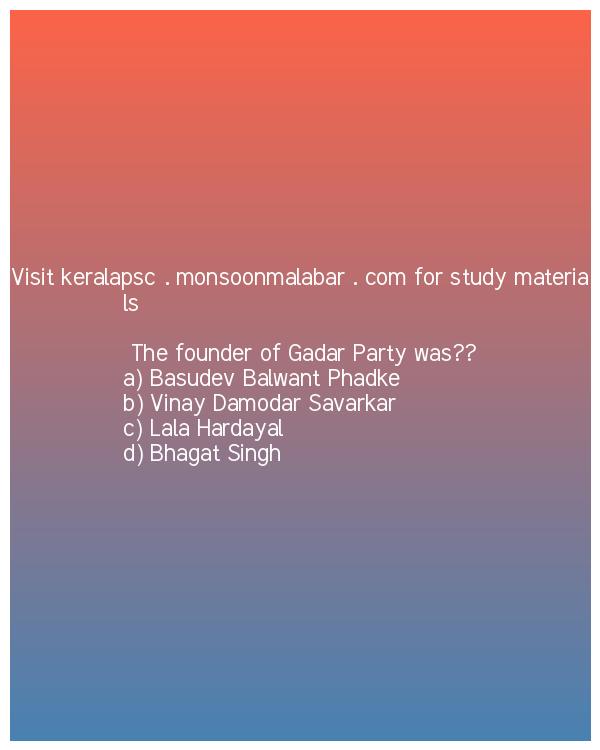 Visit keralapsc . monsoonmalabar . com for study materia
ls
The founder of Gadar Party was??
a) Basudev Balwant Phadke
b) Vinay Damodar Savarkar
c) Lala Hardayal
d) Bhagat Singh